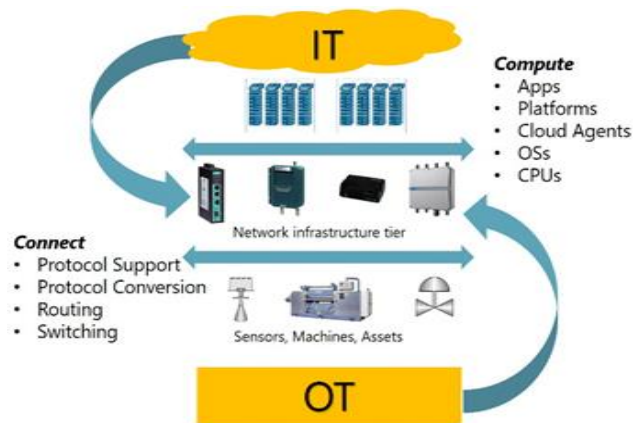 IT
Compute
• Apps
• Platforms
• Cloud Agents
• OSs
• CPUs
Network infrastructure tier
Connect
• Protocol Support
• Protocol Conversion
• Routing
• Switching
Sensors, Machines, Assets
OT